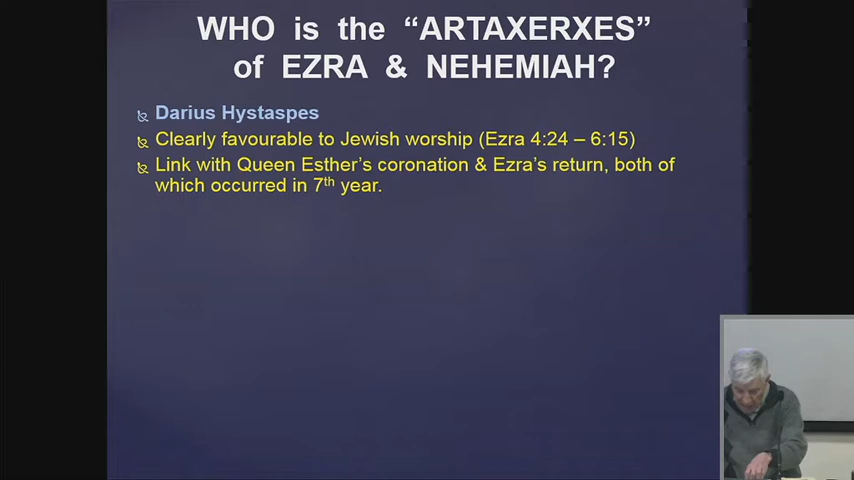 WHO is the “ARTAXERXES”
of EZRA & NEHEMIAH?
Darius Hystaspes
Clearly favourable to Jewish worship (Ezra 4:24 – 6:15)
Link with Queen Esther’s coronation & Ezra’s return, both of
which occurred in 7th year.